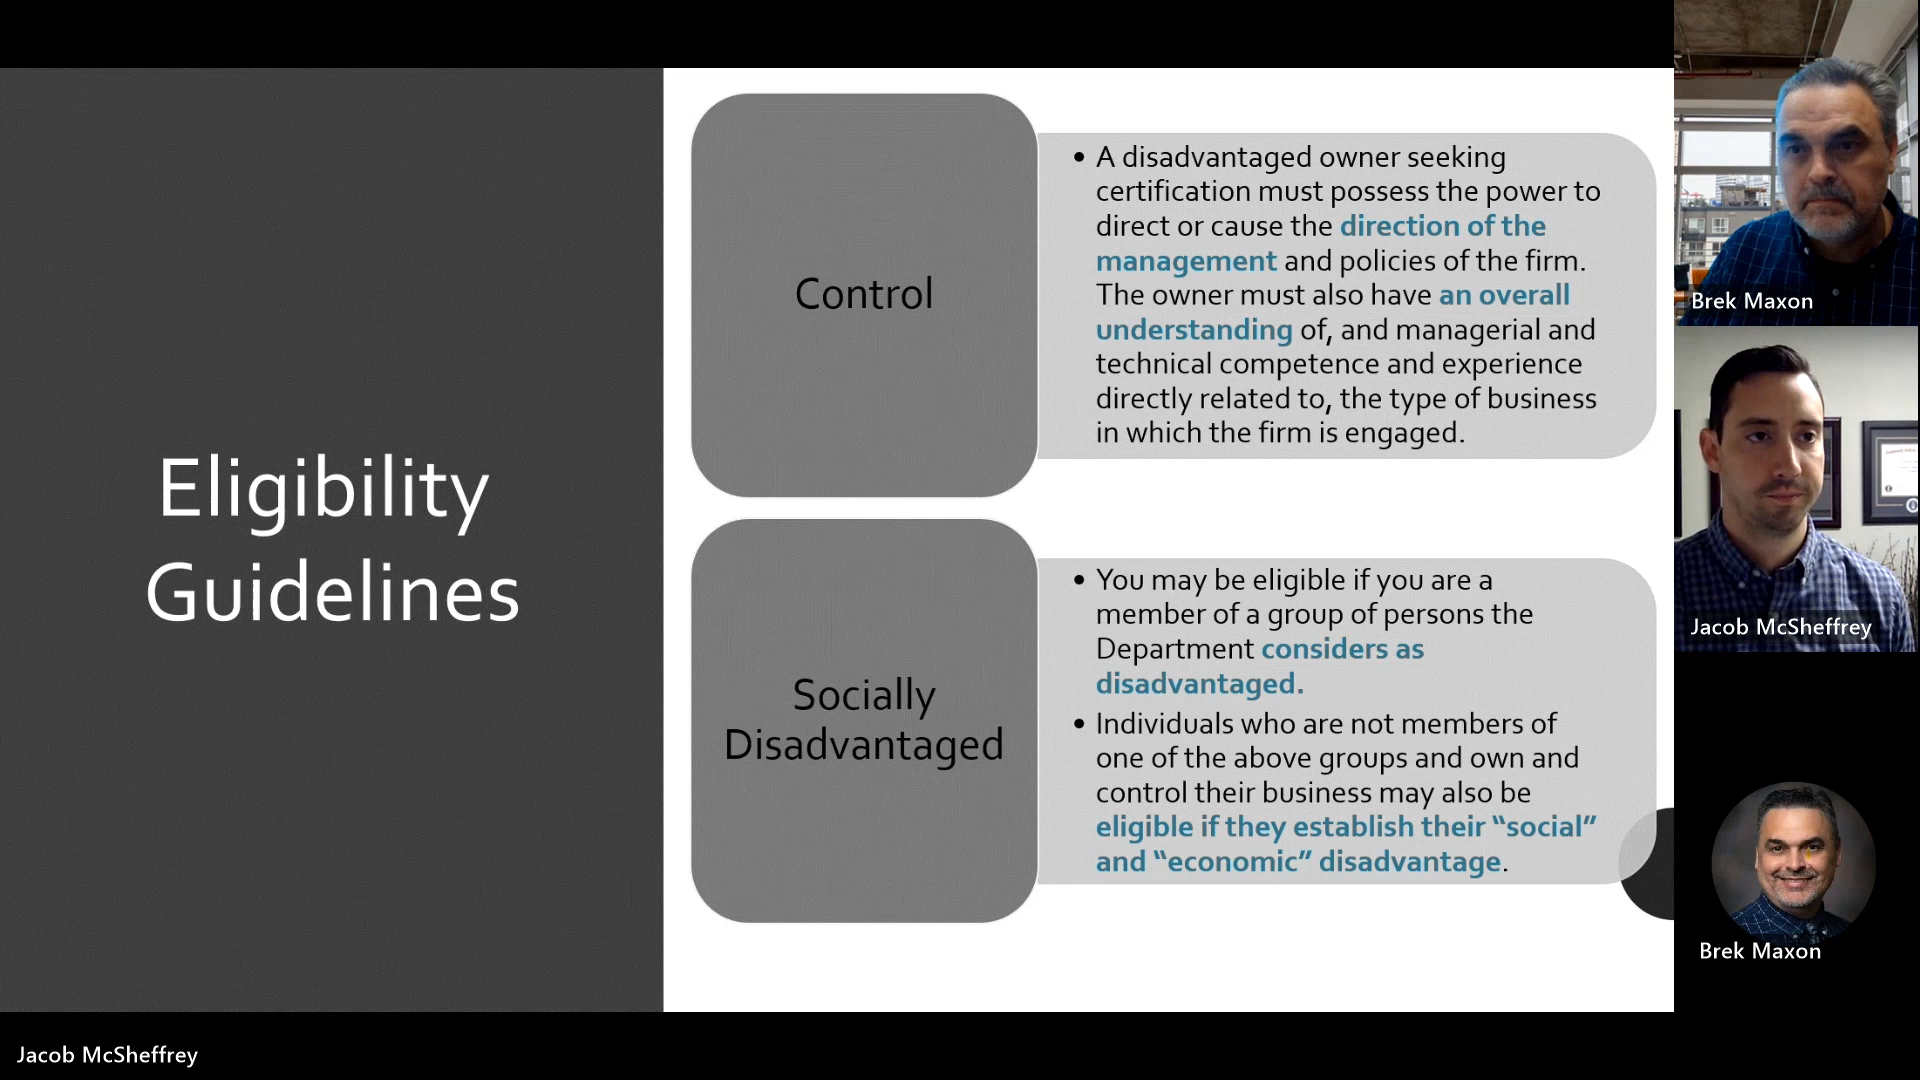 Eligibility
Guidelines
Control
• A disadvantaged owner seeking
certification must possess the power to
direct or cause the direction of the
management and policies of the firm.
The owner must also have an overall
understanding of, and managerial and
technical competence and experience
directly related to, the type of business
in which the firm is engaged.
Socially
Disadvantaged
• You may be eligible if you are a
member of a group of persons the
Department considers as
disadvantaged.
• Individuals who are not members of
one of the above groups and own and
control their business may also be
eligible if they establish their “social”
and “economic” disadvantage.
Brek Maxon
Jacob McSheffrey
Brek Maxon
Jacob McSheffrey